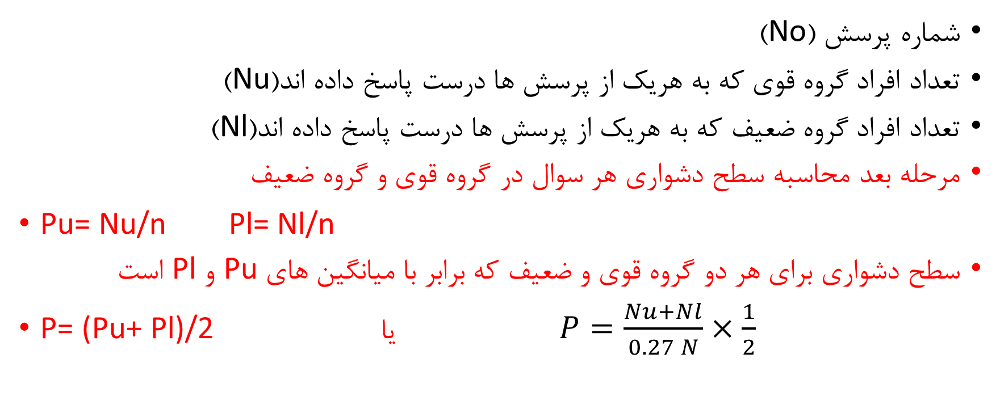 • شماره پرسش (No)
• تعداد افراد گروه قوی که به هریک از پرسش ها درست پاسخ داده اند(Nu)
• تعداد افراد گروه ضعیف که به هریک از پرسش ها درست پاسخ داده اند(Nl)
• مرحله بعد محاسبه سطح دشواری هر سوال در گروه قوی و گروه ضعیف
• Pu= Nu/n Pl= Nl/n
• سطح دشواری برای هر دو گروه قوی و ضعیف که برابر با میانگین های Pu و Pl است
• P= (Pu+ Pl)/2 یا P = \frac{Nu+Nl}{0.27 N} × \frac{1}{2}